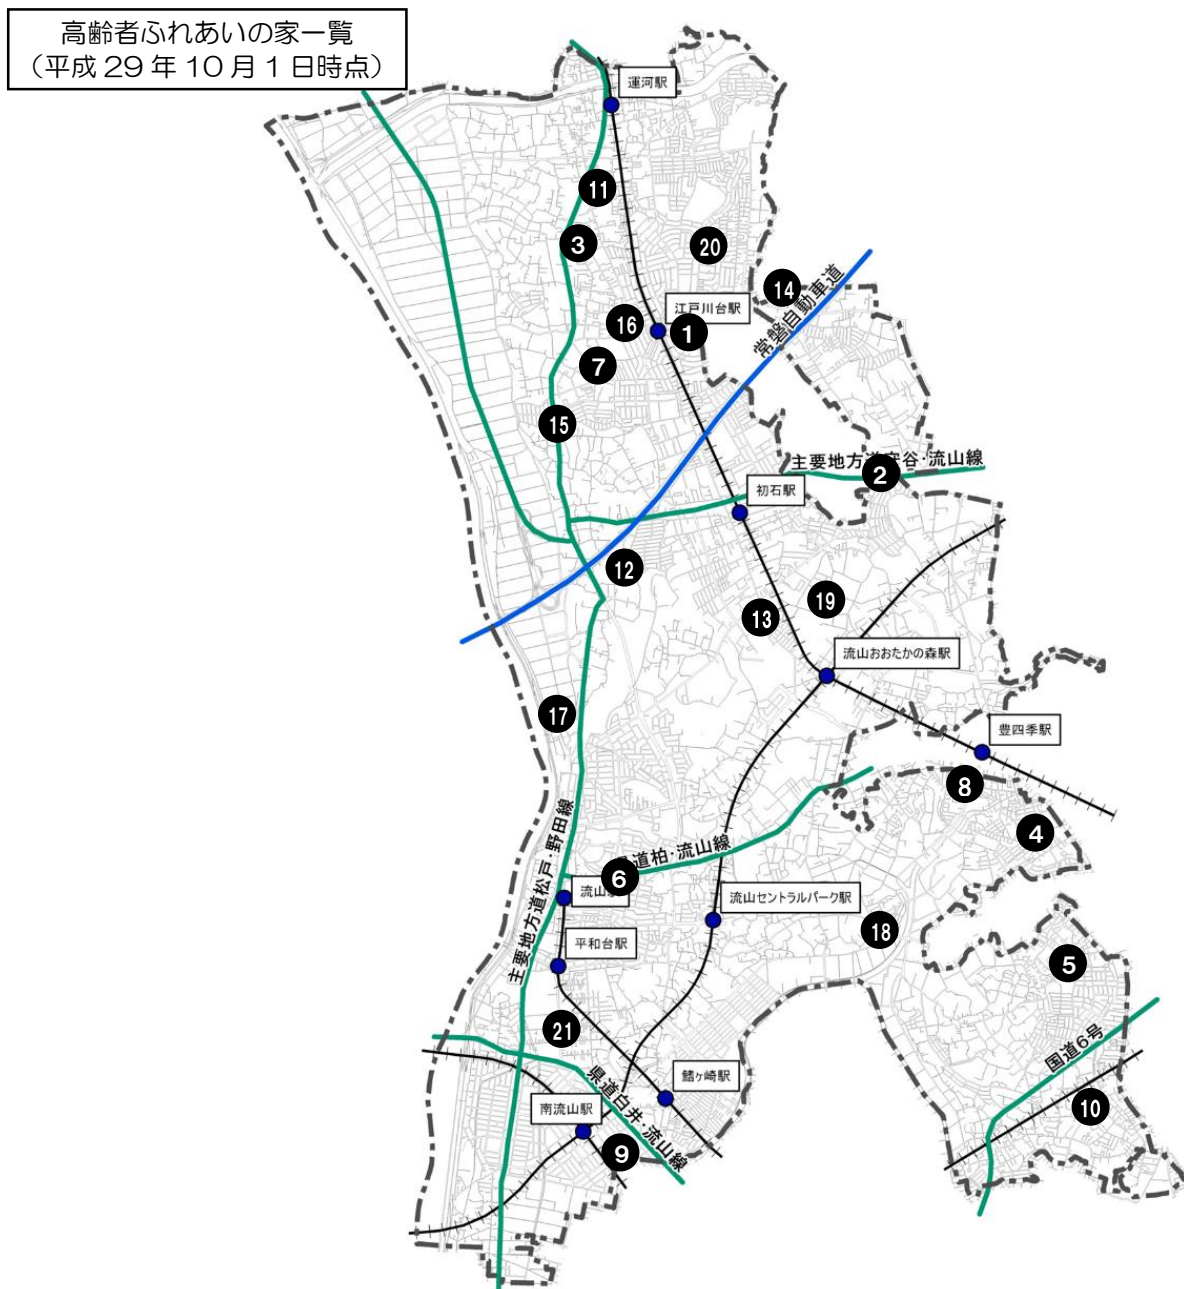 高齢者ふれあいの家一覧
（平成29年10月1日時点）
運河駅
11
3
20
14
江戸川台駅
16
1
常磐自動車道
7
15
主要地方道守谷・流山線
2
初石駅
12
19
13
流山おおたかの森駅
17
豊四季駅
8
4
主要地方道松戸・野田線
道柏・流山線
6
流山
流山セントラルパーク駅
18
平和台駅
5
21
国道6号
鰭ヶ崎駅
県道白井・流山線
南流山駅
10
9